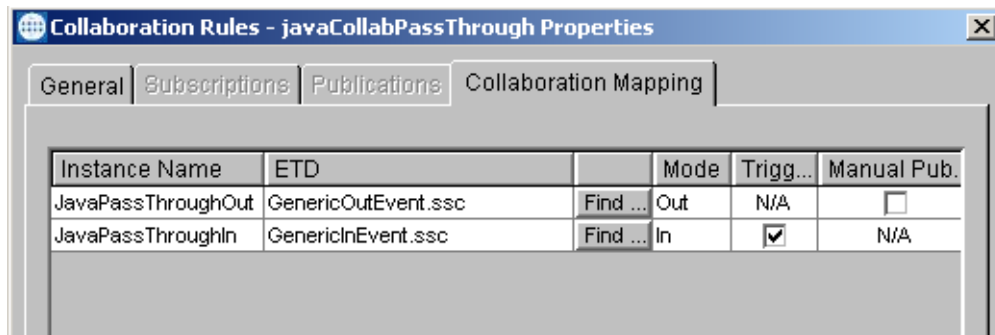 Collaboration Rules - javaCollabPassThrough Properties
General Subscriptions Publications Collaboration Mapping
Instance Name ETD Mode Trigg... Manual Pub.
JavaPassThroughOut GenericOutEvent.ssc Find ... Out N/A
JavaPassThroughIn GenericInEvent.ssc Find ... In N/A